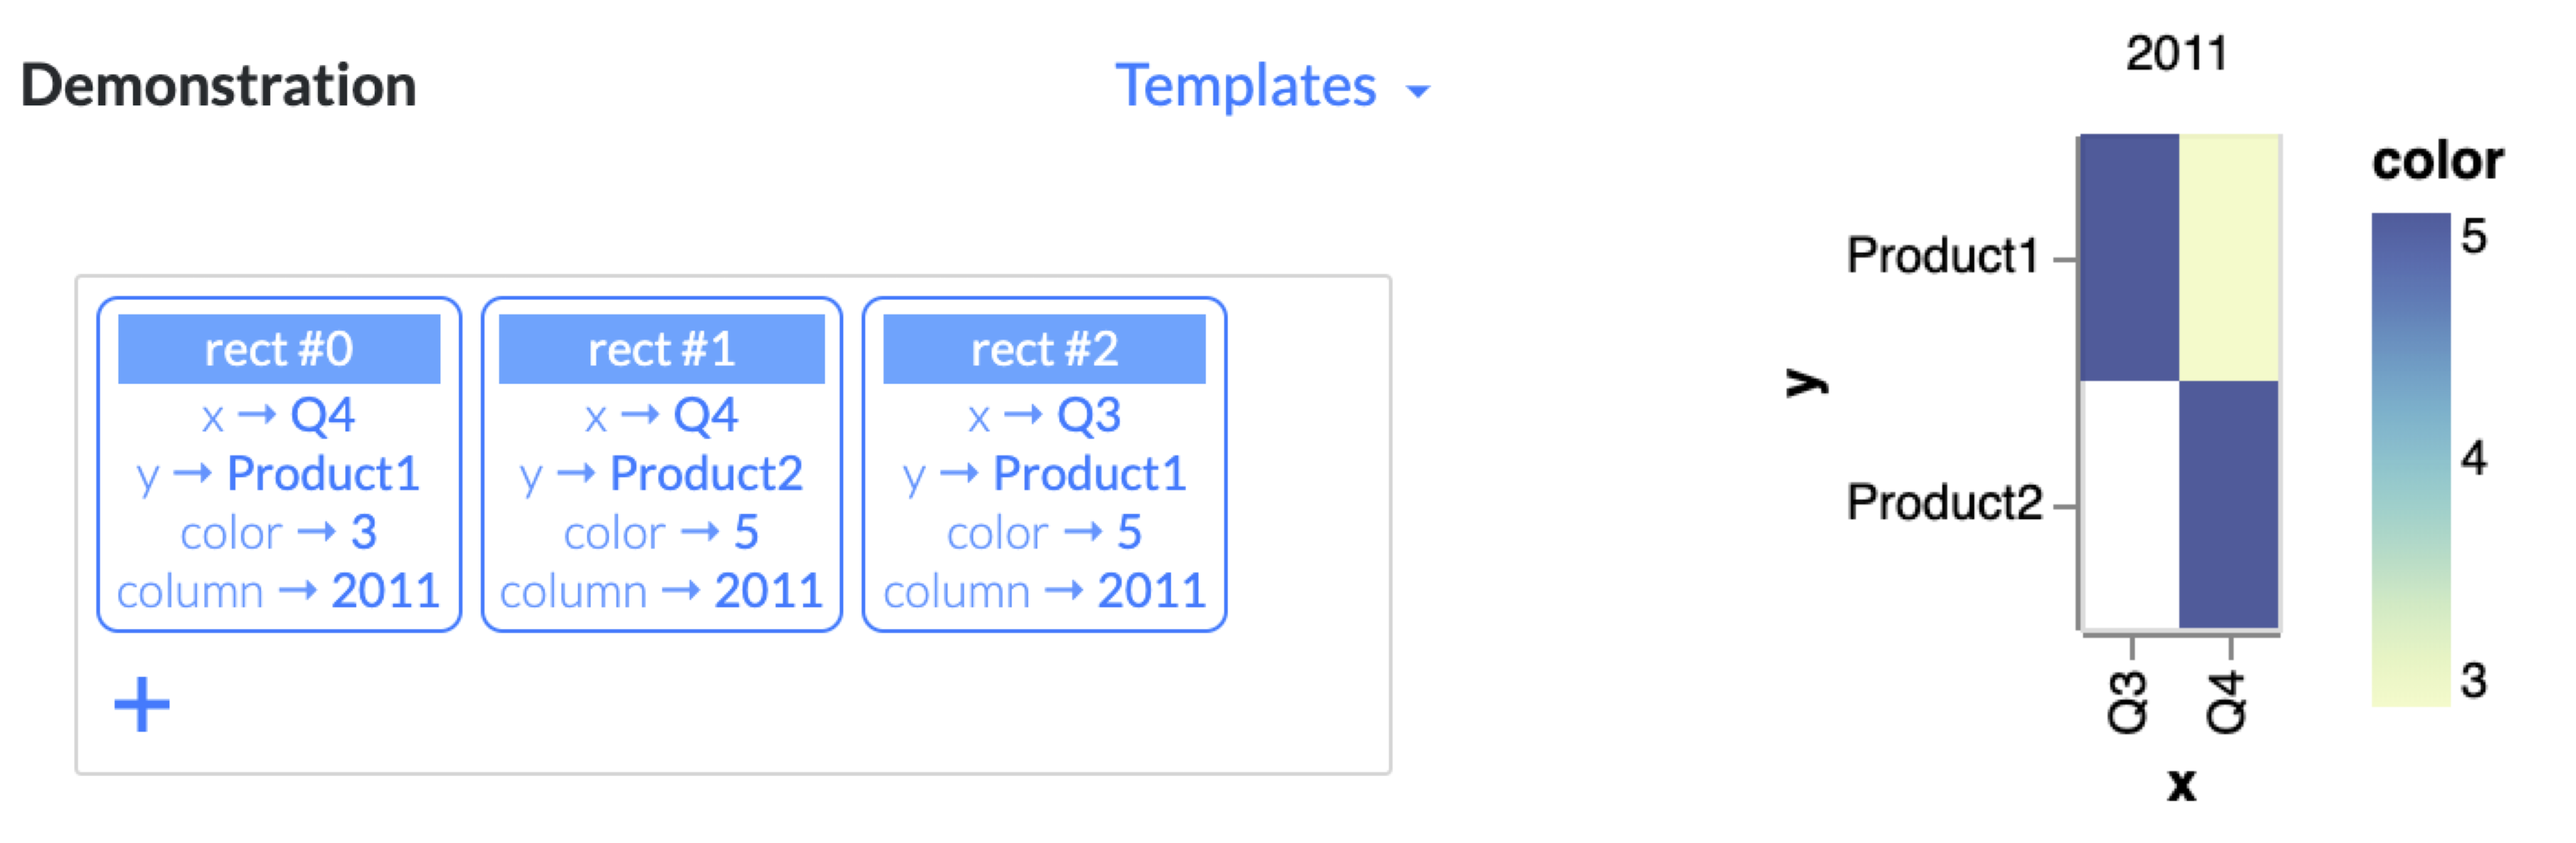 Demonstration
Templates
rect #0
x → Q4
y → Product1
color → 3
column → 2011
rect #1
x → Q4
y → Product2
color → 5
column → 2011
rect #2
x → Q3
y → Product1
color → 5
column → 2011
+
2011
y
Product1
Product2
Q3
Q4
x
color
5
4
3